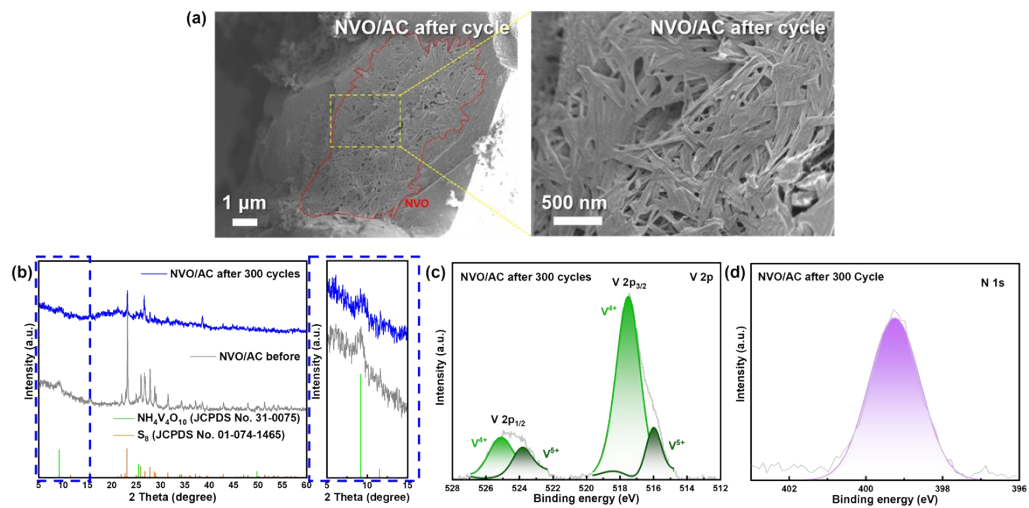 (a)
NVO/AC after cycle
1 μm
NVO
NVO/AC after cycle
500 nm
(b)
NVO/AC after 300 cycles
NVO/AC before
NH₄V₄O₁₀ (JCPDS No. 31-0075)
S₈ (JCPDS No. 01-074-1465)
Intensity (a.u.)
5 10 15 20 25 30 35 40 45 50 55 60
2 Theta (degree)
Intensity (a.u.)
5 10 15
2 Theta (degree)
(c)
NVO/AC after 300 cycles
V 2p
V 2p₃/₂
V⁴⁺
V⁵⁺
V 2p₁/₂
V⁴⁺
V⁵⁺
Intensity (a.u.)
528 526 524 522 520 518 516 514 512
Binding energy (eV)
(d)
NVO/AC after 300 Cycle
N 1s
Intensity (a.u.)
402 400 398 396
Binding energy (eV)